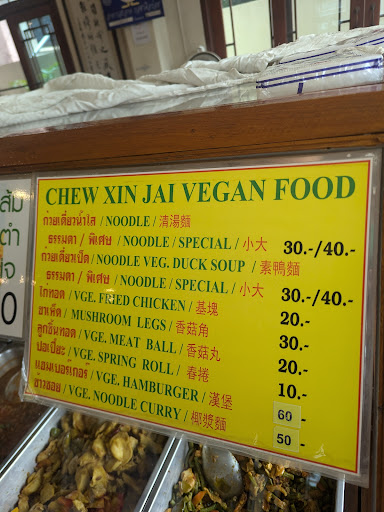 CHEW XIN JAI VEGAN FOOD
ก๋วยเตี๋ยวน้ำใส / NOODLE / 清湯麵
ธรรมดา / พิเศษ / NOODLE / SPECIAL / 小大 30.-/40.-
ก๋วยเตี๋ยวเป็ด / NOODLE VEG. DUCK SOUP / 素鴨麵
ธรรมดา / พิเศษ / NOODLE / SPECIAL / 小大 30.-/40.-
ไก่ทอด / VGE. FRIED CHICKEN / 基塊 20.-
ขาเห็ด / MUSHROOM LEGS / 香菇角 30.-
ลูกชิ้นทอด / VGE. MEAT BALL / 香菇丸 20.-
ปอเปี๊ยะ / VGE. SPRING ROLL / 春捲 10.-
แฮมเบอร์เกอร์ / VGE. HAMBURGER / 漢堡 60 -
ข้าวซอย / VGE. NOODLE CURRY / 椰漿麵 50 -
ส้ม
ตำ
0